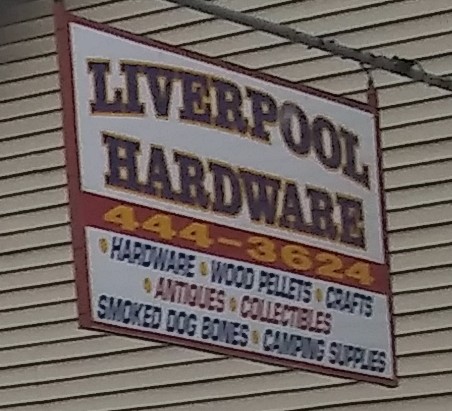 LIVERPOOL
HARDWARE
444-3624
• HARDWARE • WOOD PELLETS • CRAFTS
• ANTIQUES • COLLECTIBLES
SMOKED DOG BONES • CAMPING SUPPLIES